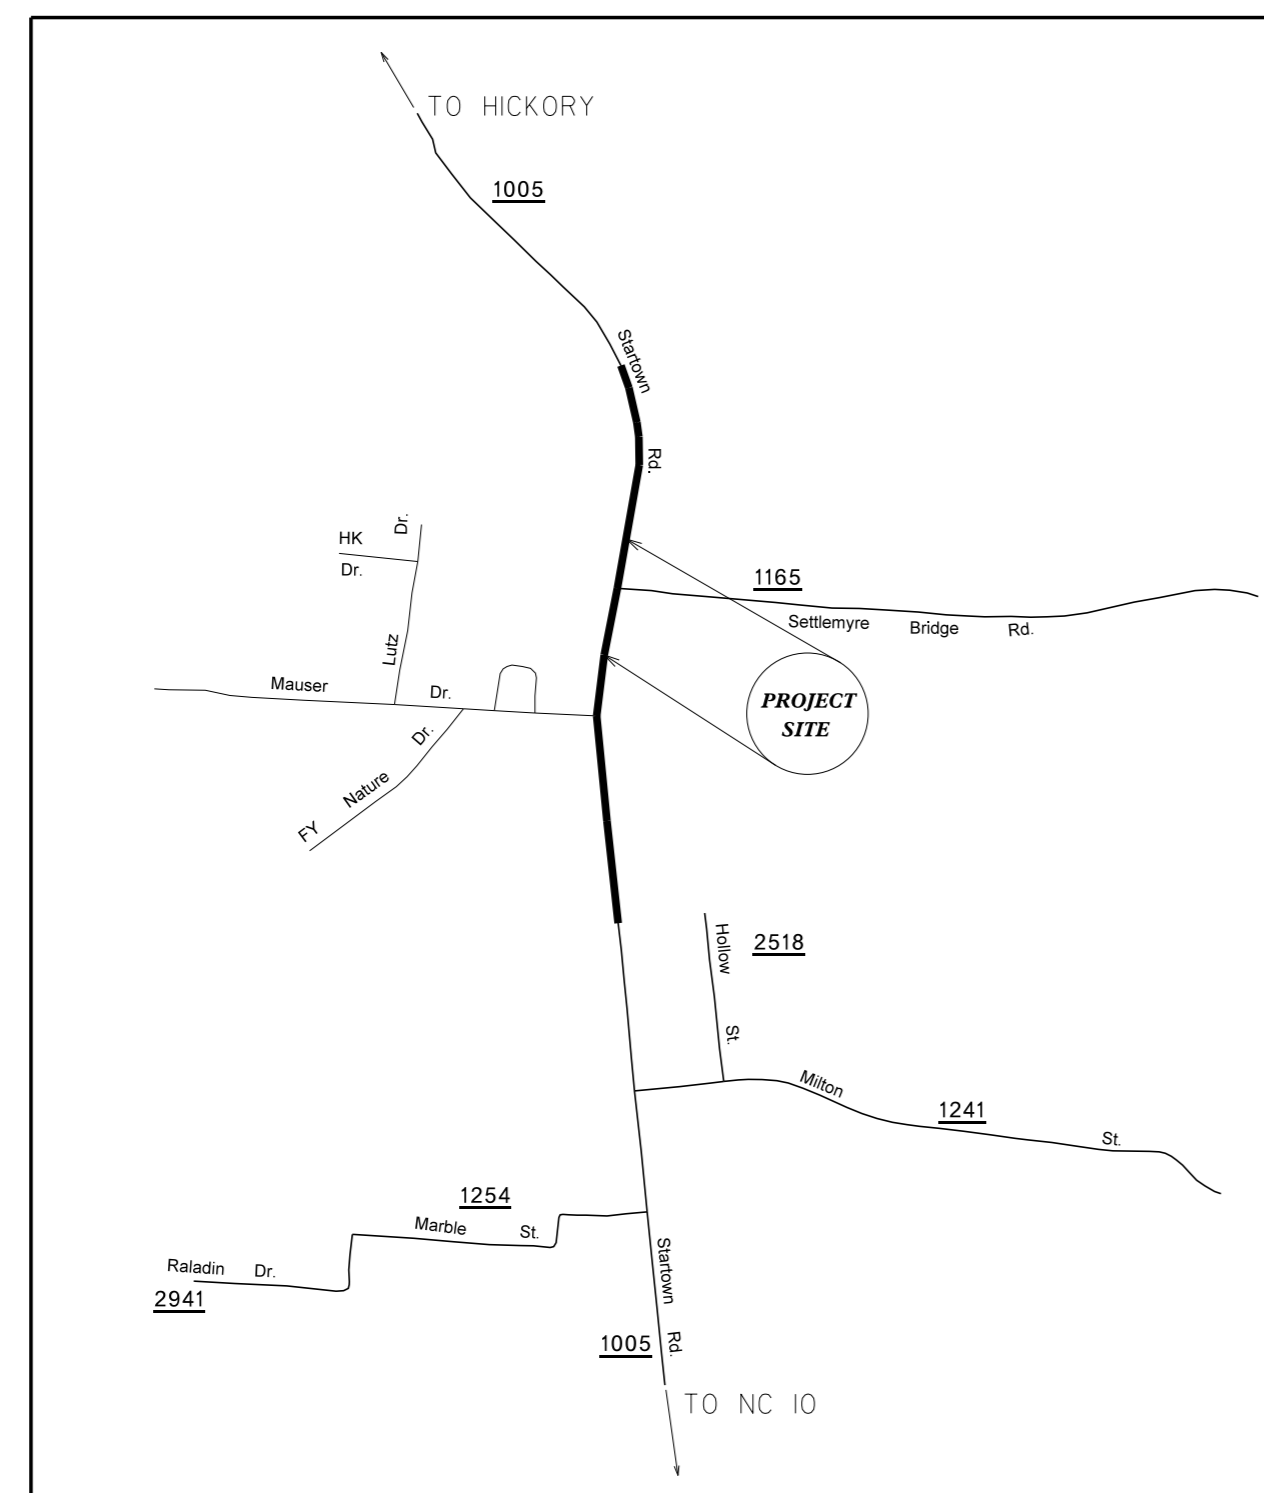 TO HICKORY
1005
Startown
Rd.
HK
Dr.
Dr.
Lutz
1165
Settlemyre Bridge Rd.
Mauser Dr.
PROJECT
SITE
FY Nature Dr.
Hollow St.
2518
Milton St.
1241
1254
Marble St.
Raladin Dr.
2941
Startown Rd.
1005
TO NC 10